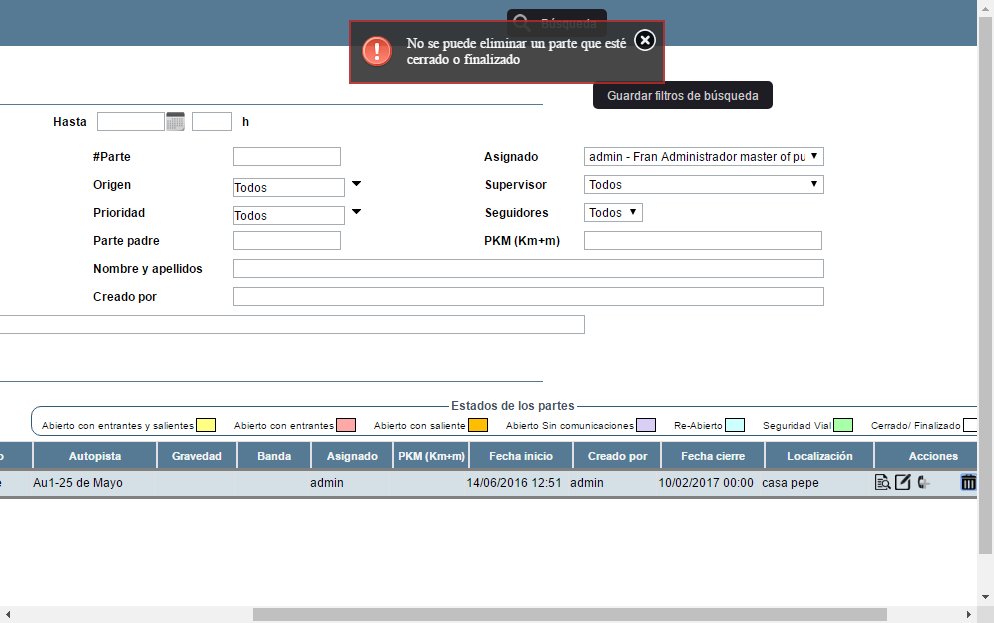 Búsqueda
No se puede eliminar un parte que esté
cerrado o finalizado
Guardar filtros de búsqueda
Hasta h
#Parte Asignado admin - Fran Administrador master of pu
Origen Todos Supervisor Todos
Prioridad Todos Seguidores Todos
Parte padre PKM (Km+m)
Nombre y apellidos
Creado por
Estados de los partes
Abierto con entrantes y salientes Abierto con entrantes Abierto con saliente Abierto Sin comunicaciones Re-Abierto Seguridad Vial Cerrado/ Finalizado
o Autopista Gravedad Banda Asignado PKM (Km+m) Fecha inicio Creado por Fecha cierre Localización Acciones
e Au1-25 de Mayo admin 14/06/2016 12:51 admin 10/02/2017 00:00 casa pepe